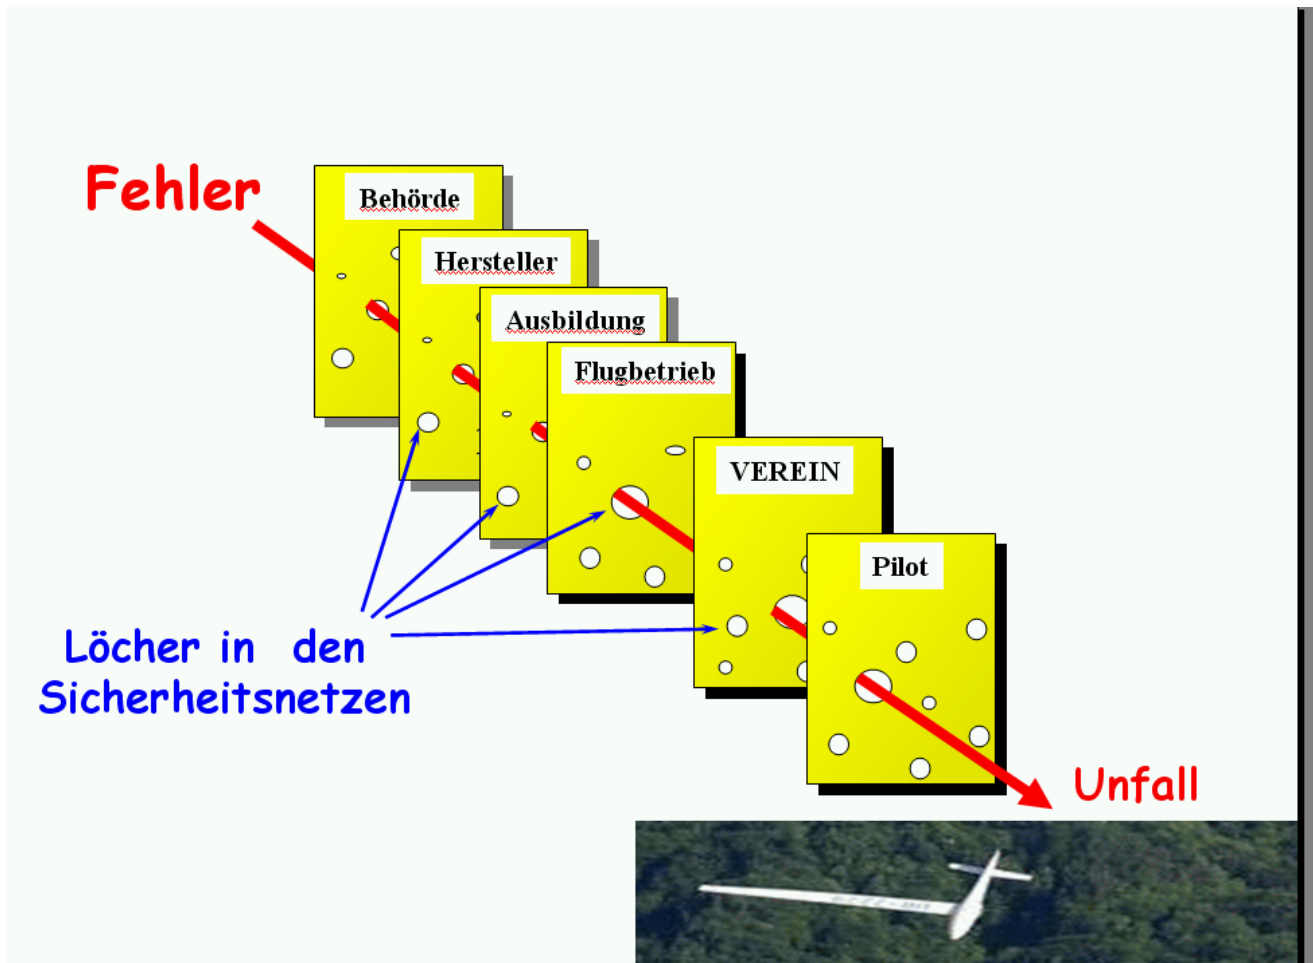 Fehler
Behörde
Hersteller
Ausbildung
Flugbetrieb
VEREIN
Pilot
Löcher in den
Sicherheitsnetzen
Unfall